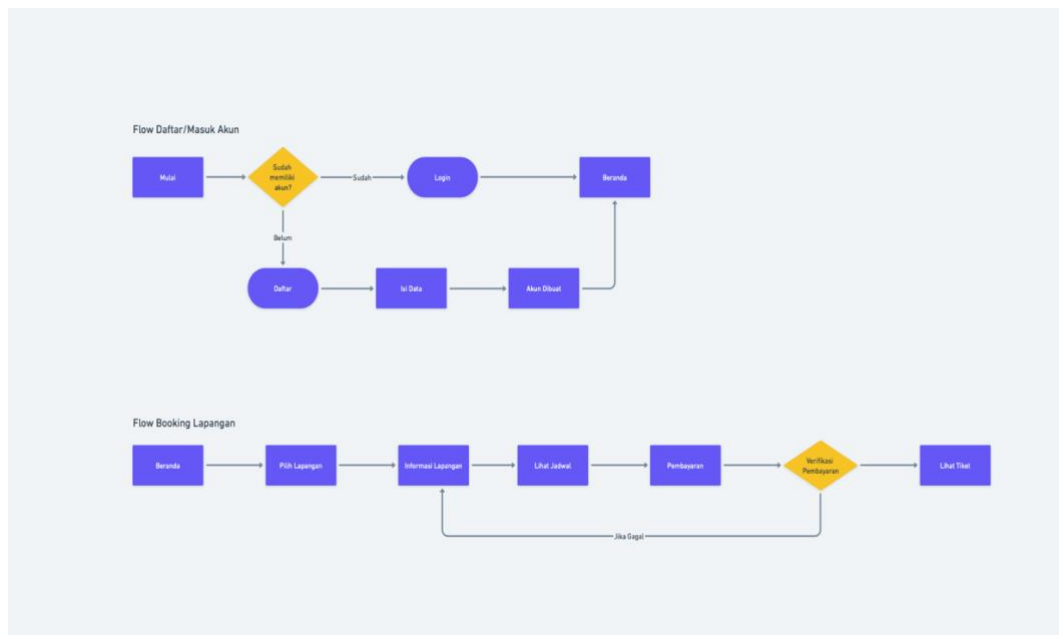 Flow Daftar/Masuk Akun
Mulai
Sudah
memiliki
akun?
Sudah
Login
Beranda
Belum
Daftar
Isi Data
Akun Dibuat
Flow Booking Lapangan
Beranda
Pilih Lapangan
Informasi Lapangan
Lihat Jadwal
Pembayaran
Verifikasi
Pembayaran
Lihat Tiket
Jika Gagal